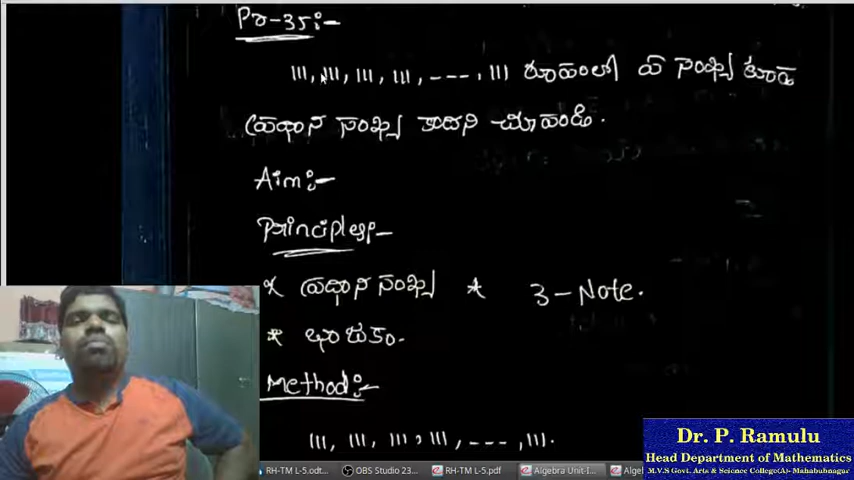 Pr-35:-
111, 111, 111, 111, ----, 111 రూపంలో ఏ సంఖ్య కూడా
ప్రధాన సంఖ్య కాదని చూపండి.
Aim:-
Principles:-
* ప్రధాన సంఖ్య * 3-Note.
* భాజకం.
Method:-
111, 111, 111, 111, ----, 111.
Dr. P. Ramulu
Head Department of Mathematics
M.V.S Govt. Arts & Science College(A)- Mahabubnagar
RH-TM L-5.odt... OBS Studio 23... RH-TM L-5.pdf Algebra Unit-I... Alg